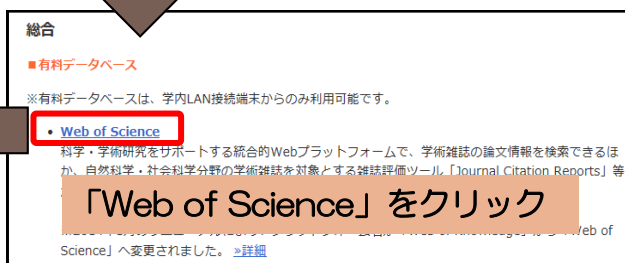 総合
■有料データベース
※有料データベースは、学内LAN接続端末からのみ利用可能です。
• Web of Science
科学・学術研究をサポートする統合的Webプラットフォームで、学術雑誌の論文情報を検索できるほ
か、自然科学・社会科学分野の学術雑誌を対象とする雑誌評価ツール「Journal Citation Reports」等
「Web of Science」をクリック
Web of
Science」へ変更されました。 »詳細